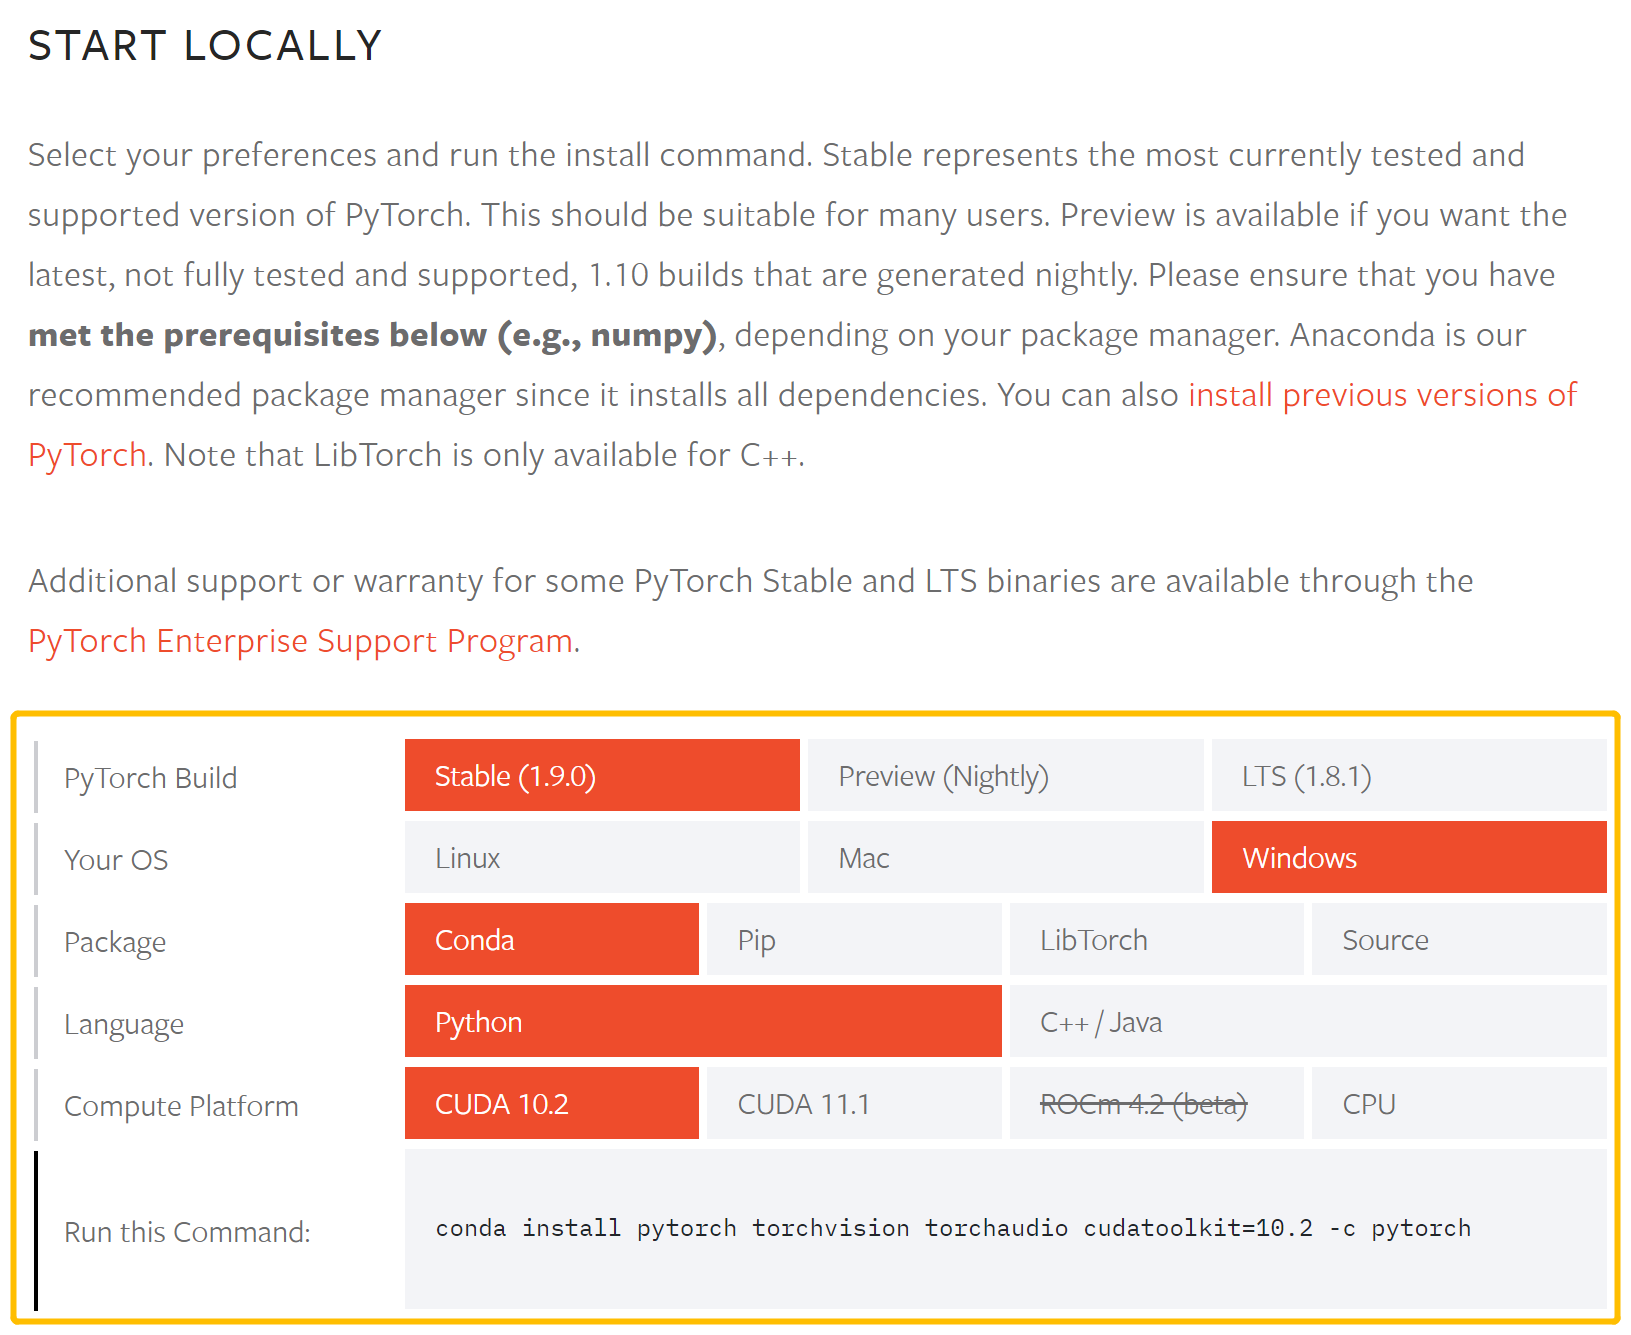 START LOCALLY
Select your preferences and run the install command. Stable represents the most currently tested and
supported version of PyTorch. This should be suitable for many users. Preview is available if you want the
latest, not fully tested and supported, 1.10 builds that are generated nightly. Please ensure that you have
met the prerequisites below (e.g., numpy), depending on your package manager. Anaconda is our
recommended package manager since it installs all dependencies. You can also install previous versions of
PyTorch. Note that LibTorch is only available for C++.
Additional support or warranty for some PyTorch Stable and LTS binaries are available through the
PyTorch Enterprise Support Program.
PyTorch Build Stable (1.9.0) Preview (Nightly) LTS (1.8.1)
Your OS Linux Mac Windows
Package Conda Pip LibTorch Source
Language Python C++ / Java
Compute Platform CUDA 10.2 CUDA 11.1 ROCm 4.2 (beta) CPU
Run this Command: conda install pytorch torchvision torchaudio cudatoolkit=10.2 -c pytorch